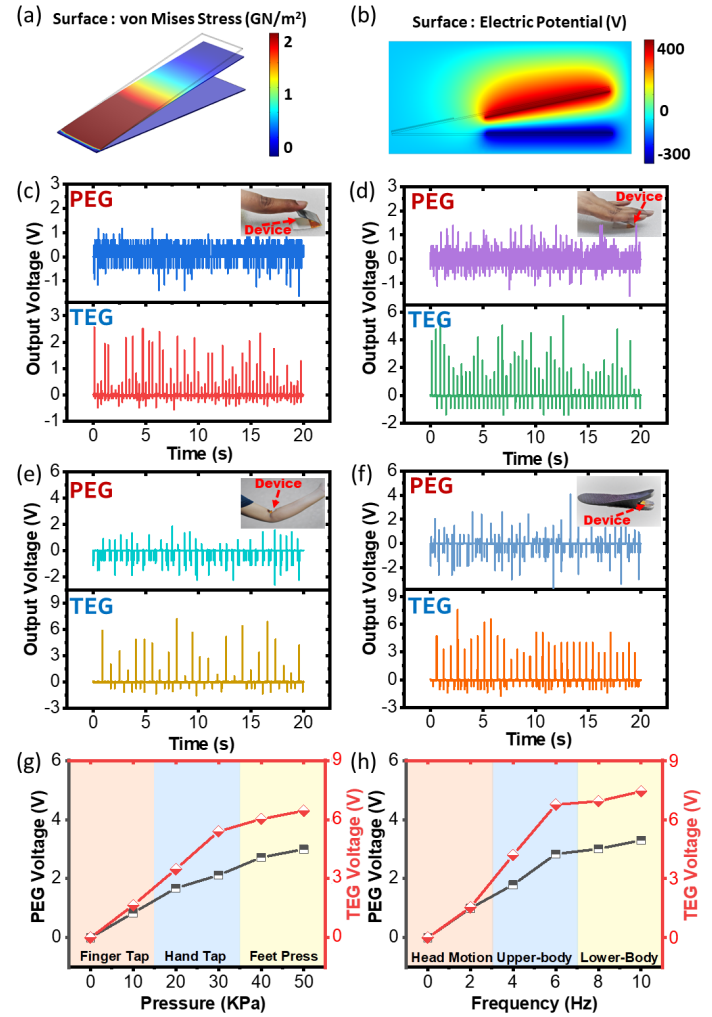 (a)
Surface : von Mises Stress (GN/m²)
2
1
0
(b)
Surface : Electric Potential (V)
400
0
-300
(c)
PEG
Device
3
2
1
0
-1
TEG
3
2
1
0
-1
Output Voltage (V)
0 5 10 15 20
Time (s)
(d)
PEG
Device
3
2
1
0
-1
TEG
6
4
2
0
-2
Output Voltage (V)
0 5 10 15 20
Time (s)
(e)
PEG
Device
6
4
2
0
-2
TEG
9
6
3
0
-3
Output Voltage (V)
0 5 10 15 20
Time (s)
(f)
PEG
Device
6
4
2
0
-2
TEG
9
6
3
0
-3
Output Voltage (V)
0 5 10 15 20
Time (s)
(g)
6
4
2
0
PEG Voltage (V)
9
6
3
0
TEG Voltage (V)
Finger Tap Hand Tap Feet Press
0 10 20 30 40 50
Pressure (KPa)
(h)
6
4
2
0
PEG Voltage (V)
9
6
3
0
TEG Voltage (V)
Head Motion Upper-body Lower-Body
0 2 4 6 8 10
Frequency (Hz)